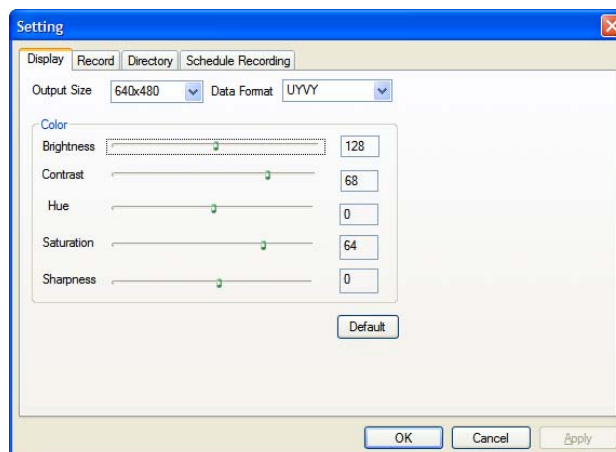 Setting
Display Record Directory Schedule Recording
Output Size 640x480 Data Format UYVY
Color
Brightness 128
Contrast 68
Hue 0
Saturation 64
Sharpness 0
Default
OK Cancel Apply